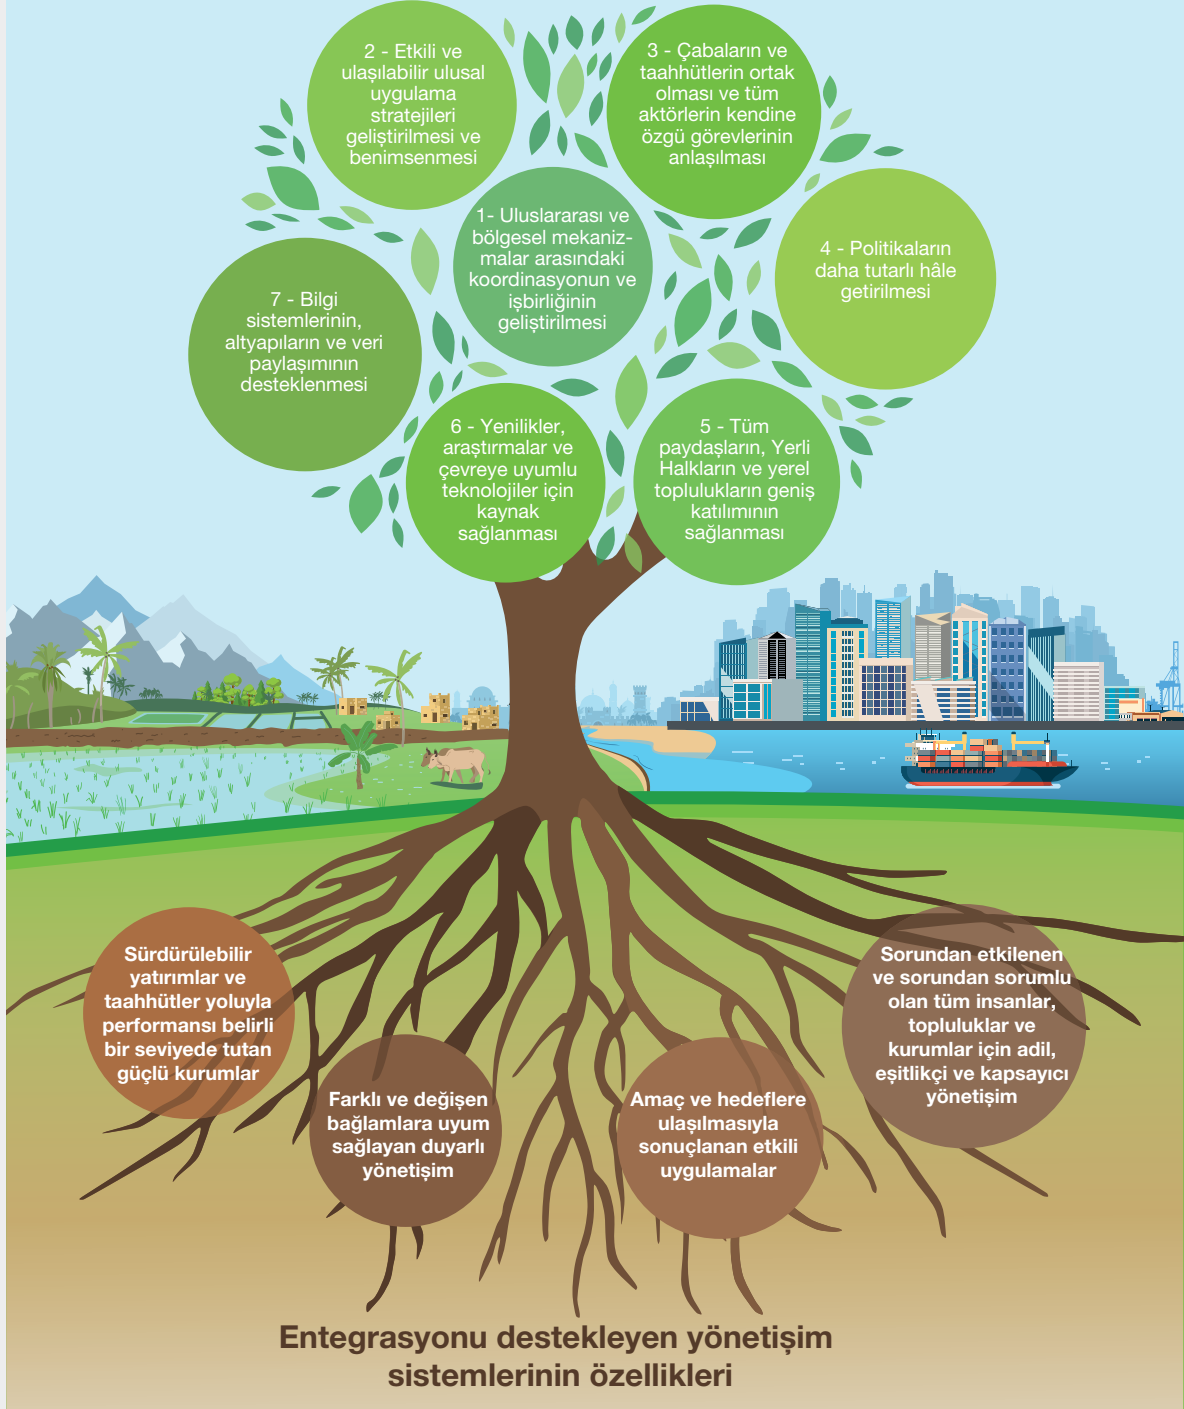 2 - Etkili ve
ulaşılabilir ulusal
uygulama
stratejileri
geliştirilmesi ve
benimsenmesi
3 - Çabaların ve
taahhütlerin ortak
olması ve tüm
aktörlerin kendine
özgü görevlerinin
anlaşılması
1- Uluslararası ve
bölgesel mekaniz-
malar arasındaki
koordinasyonun ve
işbirliğinin
geliştirilmesi
4 - Politikaların
daha tutarlı hâle
getirilmesi
7 - Bilgi
sistemlerinin,
altyapıların ve veri
paylaşımının
desteklenmesi
6 - Yenilikler,
araştırmalar ve
çevreye uyumlu
teknolojiler için
kaynak
sağlanması
5 - Tüm
paydaşların, Yerli
Halkların ve yerel
toplulukların geniş
katılımının
sağlanması
Sürdürülebilir
yatırımlar ve
taahhütler yoluyla
performansı belirli
bir seviyede tutan
güçlü kurumlar
Farklı ve değişen
bağlamlara uyum
sağlayan duyarlı
yönetişim
Amaç ve hedeflere
ulaşılmasıyla
sonuçlanan etkili
uygulamalar
Sorundan etkilenen
ve sorundan sorumlu
olan tüm insanlar,
topluluklar ve
kurumlar için adil,
eşitlikçi ve kapsayıcı
yönetişim
Entegrasyonu destekleyen yönetişim
sistemlerinin özellikleri